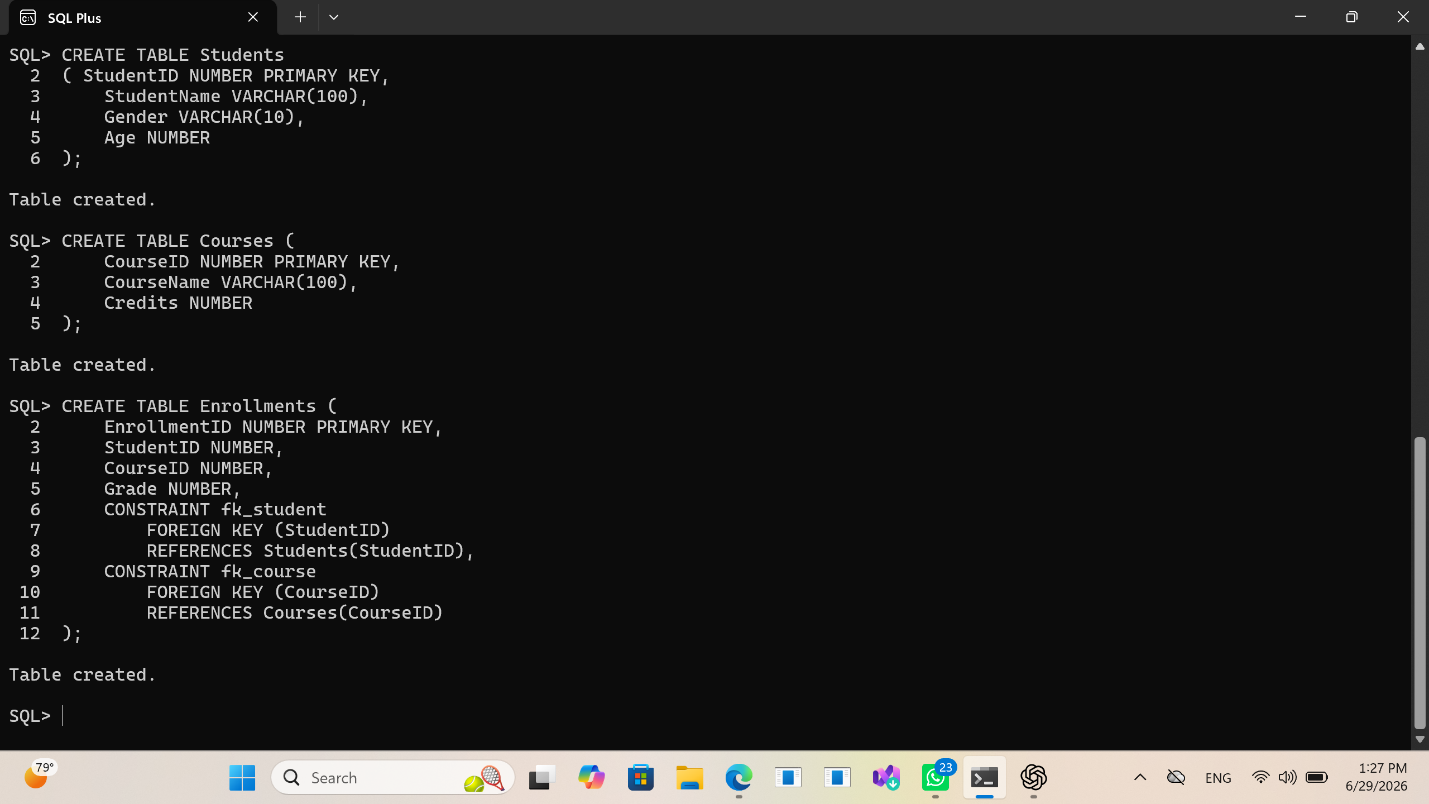 SQL Plus
SQL> CREATE TABLE Students
  2  ( StudentID NUMBER PRIMARY KEY,
  3      StudentName VARCHAR(100),
  4      Gender VARCHAR(10),
  5      Age NUMBER
  6  );
Table created.
SQL> CREATE TABLE Courses (
  2      CourseID NUMBER PRIMARY KEY,
  3      CourseName VARCHAR(100),
  4      Credits NUMBER
  5  );
Table created.
SQL> CREATE TABLE Enrollments (
  2      EnrollmentID NUMBER PRIMARY KEY,
  3      StudentID NUMBER,
  4      CourseID NUMBER,
  5      Grade NUMBER,
  6      CONSTRAINT fk_student
  7          FOREIGN KEY (StudentID)
  8          REFERENCES Students(StudentID),
  9      CONSTRAINT fk_course
 10          FOREIGN KEY (CourseID)
 11          REFERENCES Courses(CourseID)
 12  );
Table created.
SQL>
79°
Search
23
ENG
1:27 PM
6/29/2026